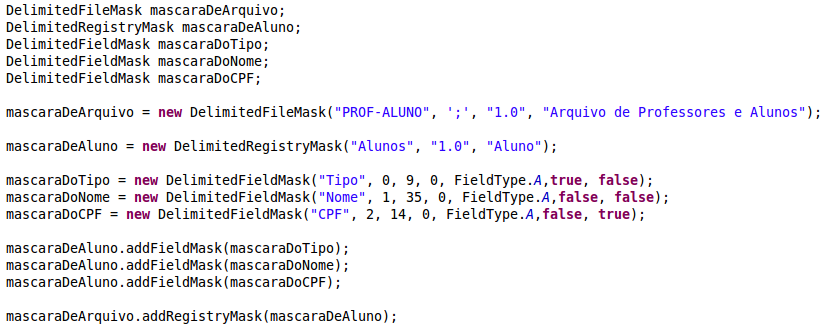 DelimitedFileMask mascaraDeArquivo;
DelimitedRegistryMask mascaraDeAluno;
DelimitedFieldMask mascaraDoTipo;
DelimitedFieldMask mascaraDoNome;
DelimitedFieldMask mascaraDoCPF;

mascaraDeArquivo = new DelimitedFileMask("PROF-ALUNO", ';', "1.0", "Arquivo de Professores e Alunos");

mascaraDeAluno = new DelimitedRegistryMask("Alunos", "1.0", "Aluno");

mascaraDoTipo = new DelimitedFieldMask("Tipo", 0, 9, 0, FieldType.A,true, false);
mascaraDoNome = new DelimitedFieldMask("Nome", 1, 35, 0, FieldType.A,false, false);
mascaraDoCPF = new DelimitedFieldMask("CPF", 2, 14, 0, FieldType.A,false, true);

mascaraDeAluno.addFieldMask(mascaraDoTipo);
mascaraDeAluno.addFieldMask(mascaraDoNome);
mascaraDeAluno.addFieldMask(mascaraDoCPF);

mascaraDeArquivo.addRegistryMask(mascaraDeAluno);